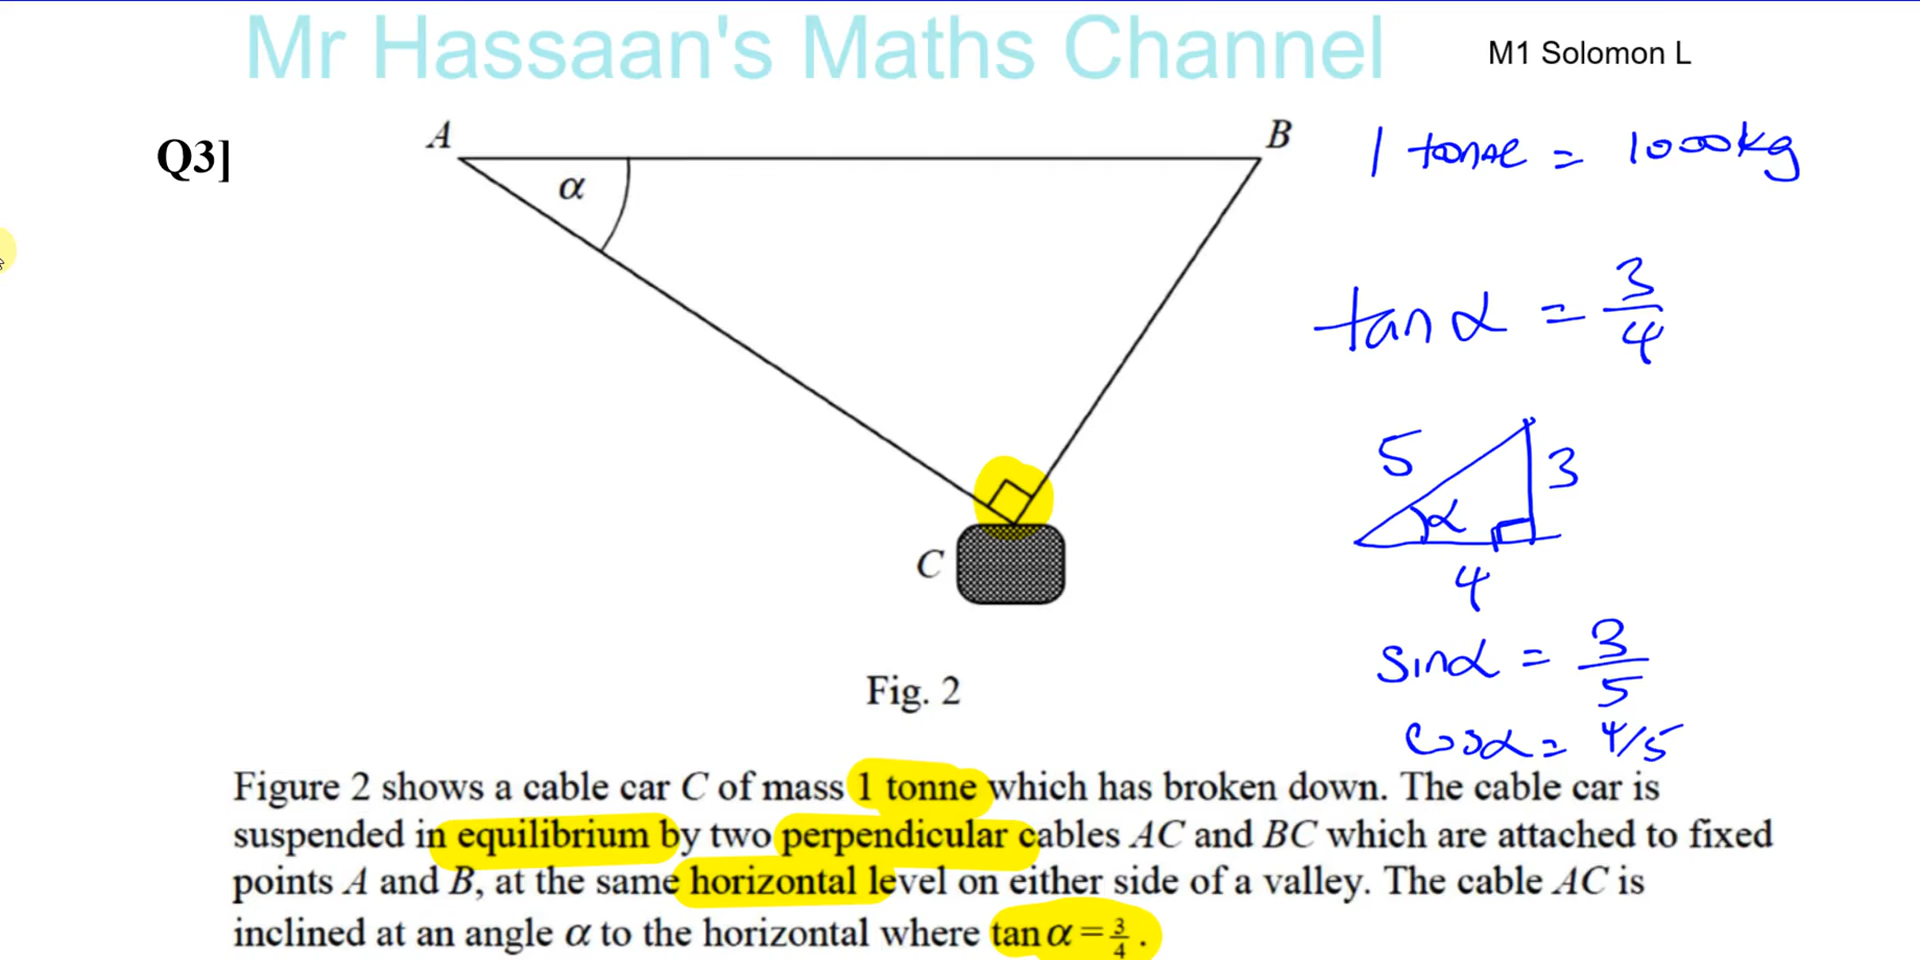 Mr Hassaan's Maths Channel
M1 Solomon L
Q3]
A
B
α
C
Fig. 2
1 tonne = 1000kg
tan α = 3/4
5
3
α
4
sinα = 3/5
cosα = 4/5
Figure 2 shows a cable car C of mass 1 tonne which has broken down. The cable car is
suspended in equilibrium by two perpendicular cables AC and BC which are attached to fixed
points A and B, at the same horizontal level on either side of a valley. The cable AC is
inclined at an angle α to the horizontal where tan α = 3/4 .